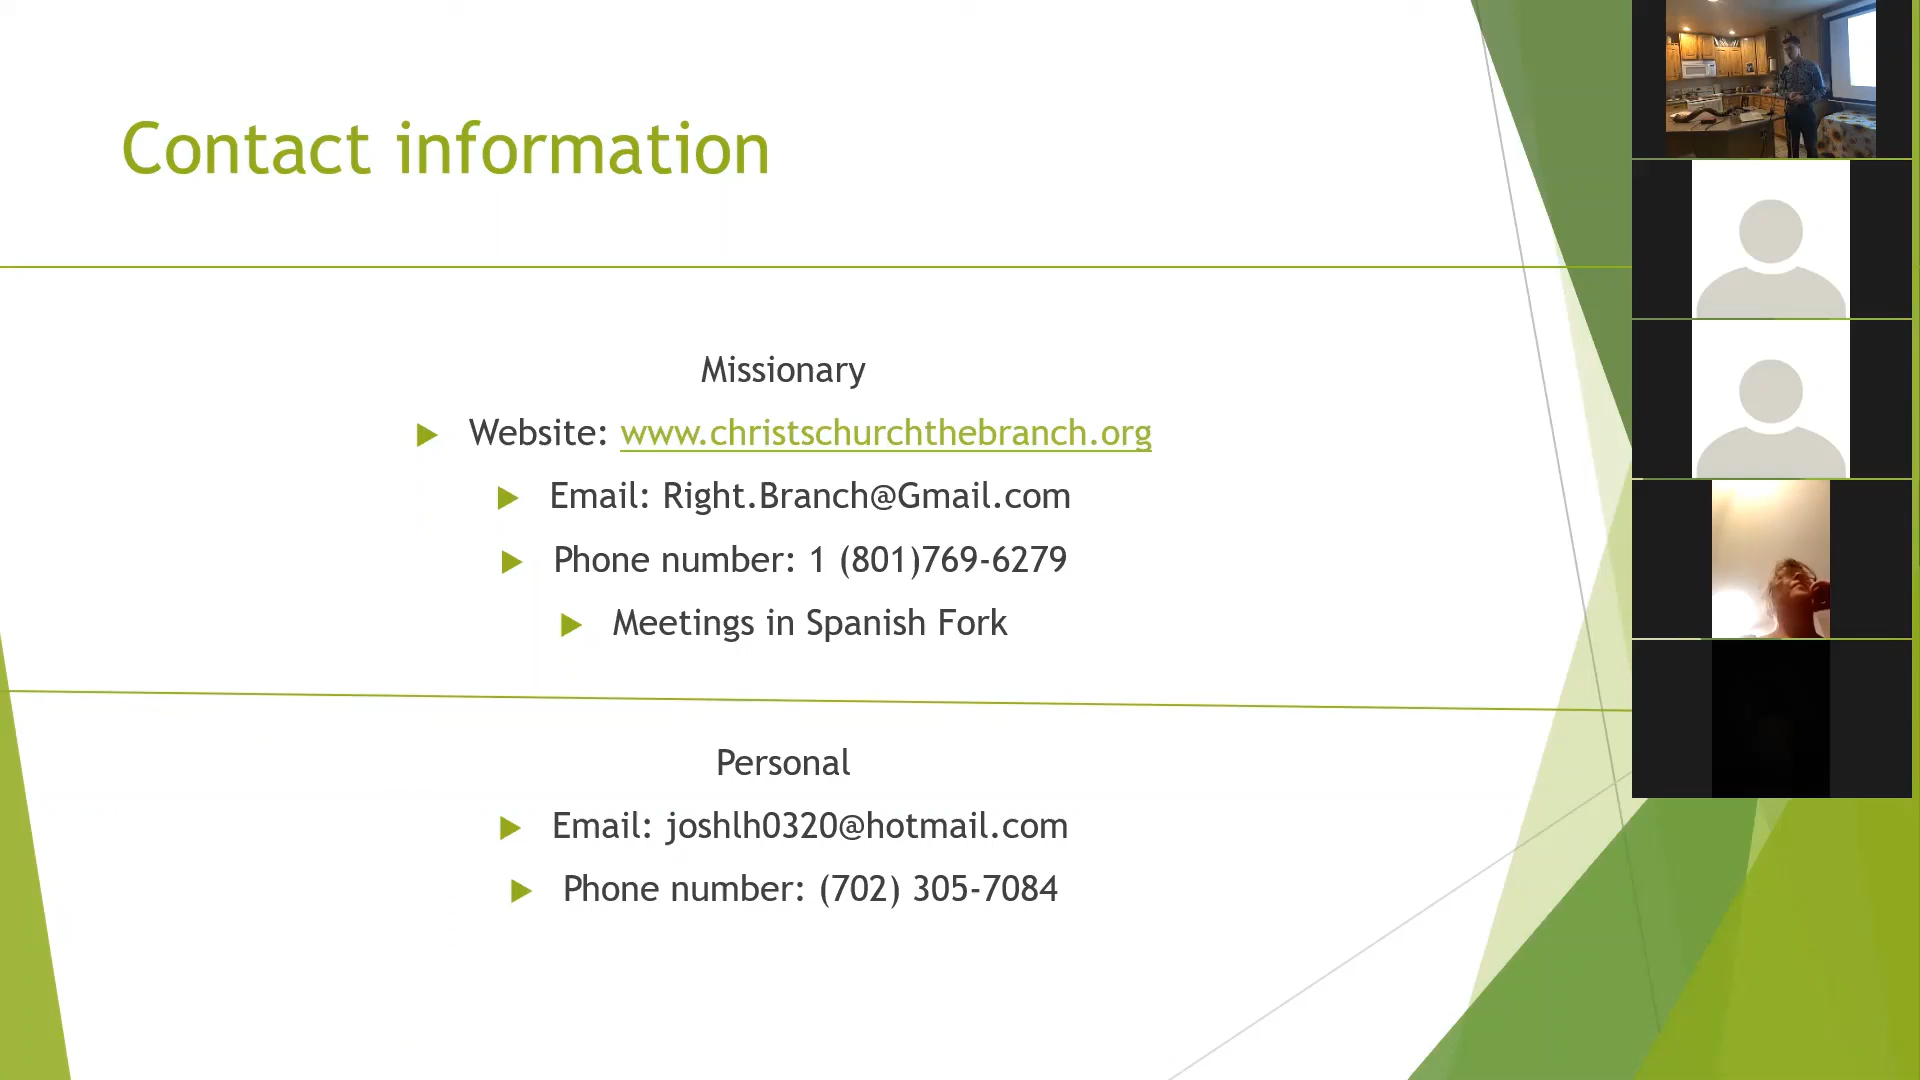 Contact information
Missionary
Website: www.christschurchthebranch.org
Email: Right.Branch@Gmail.com
Phone number: 1 (801)769-6279
Meetings in Spanish Fork
Personal
Email: joshlh0320@hotmail.com
Phone number: (702) 305-7084